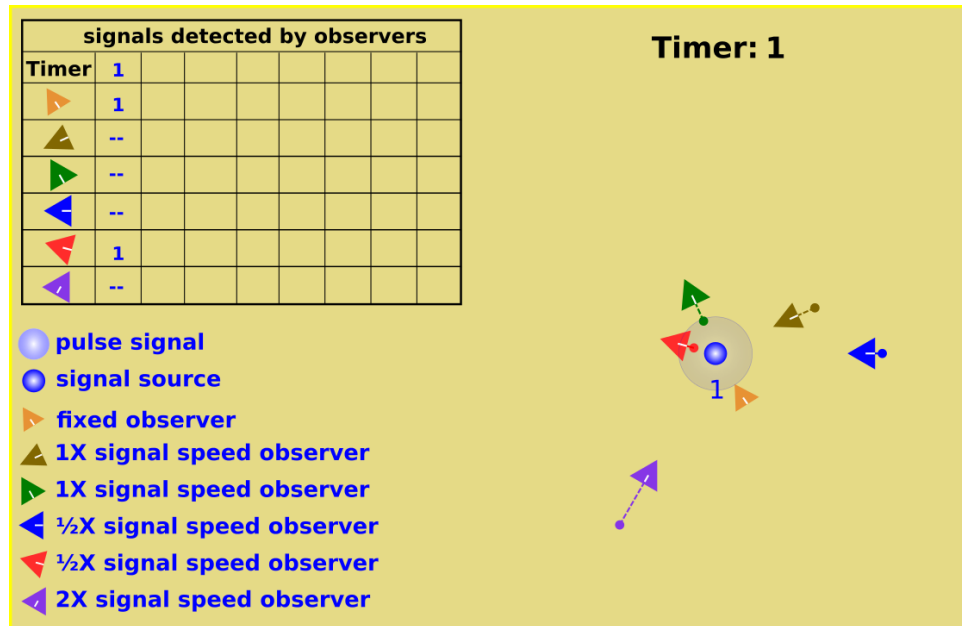 signals detected by observers
Timer 1
1
--
--
--
1
--
Timer: 1
1
pulse signal
signal source
fixed observer
1X signal speed observer
1X signal speed observer
½X signal speed observer
½X signal speed observer
2X signal speed observer